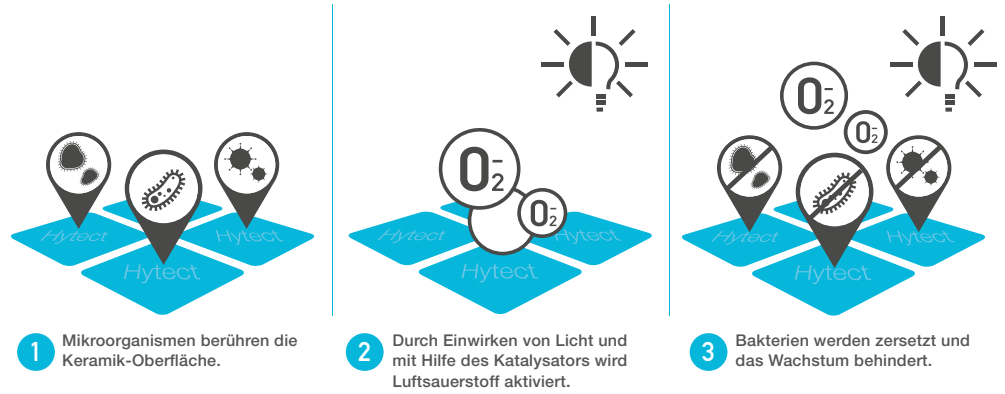 O₂⁻
O₂⁻
O₂⁻
O₂⁻
Hytect
Hytect
Hytect
Hytect
Hytect
Hytect
Hytect
Hytect
Hytect
1
Mikroorganismen berühren die
Keramik-Oberfläche.
2
Durch Einwirken von Licht und
mit Hilfe des Katalysators wird
Luftsauerstoff aktiviert.
3
Bakterien werden zersetzt und
das Wachstum behindert.